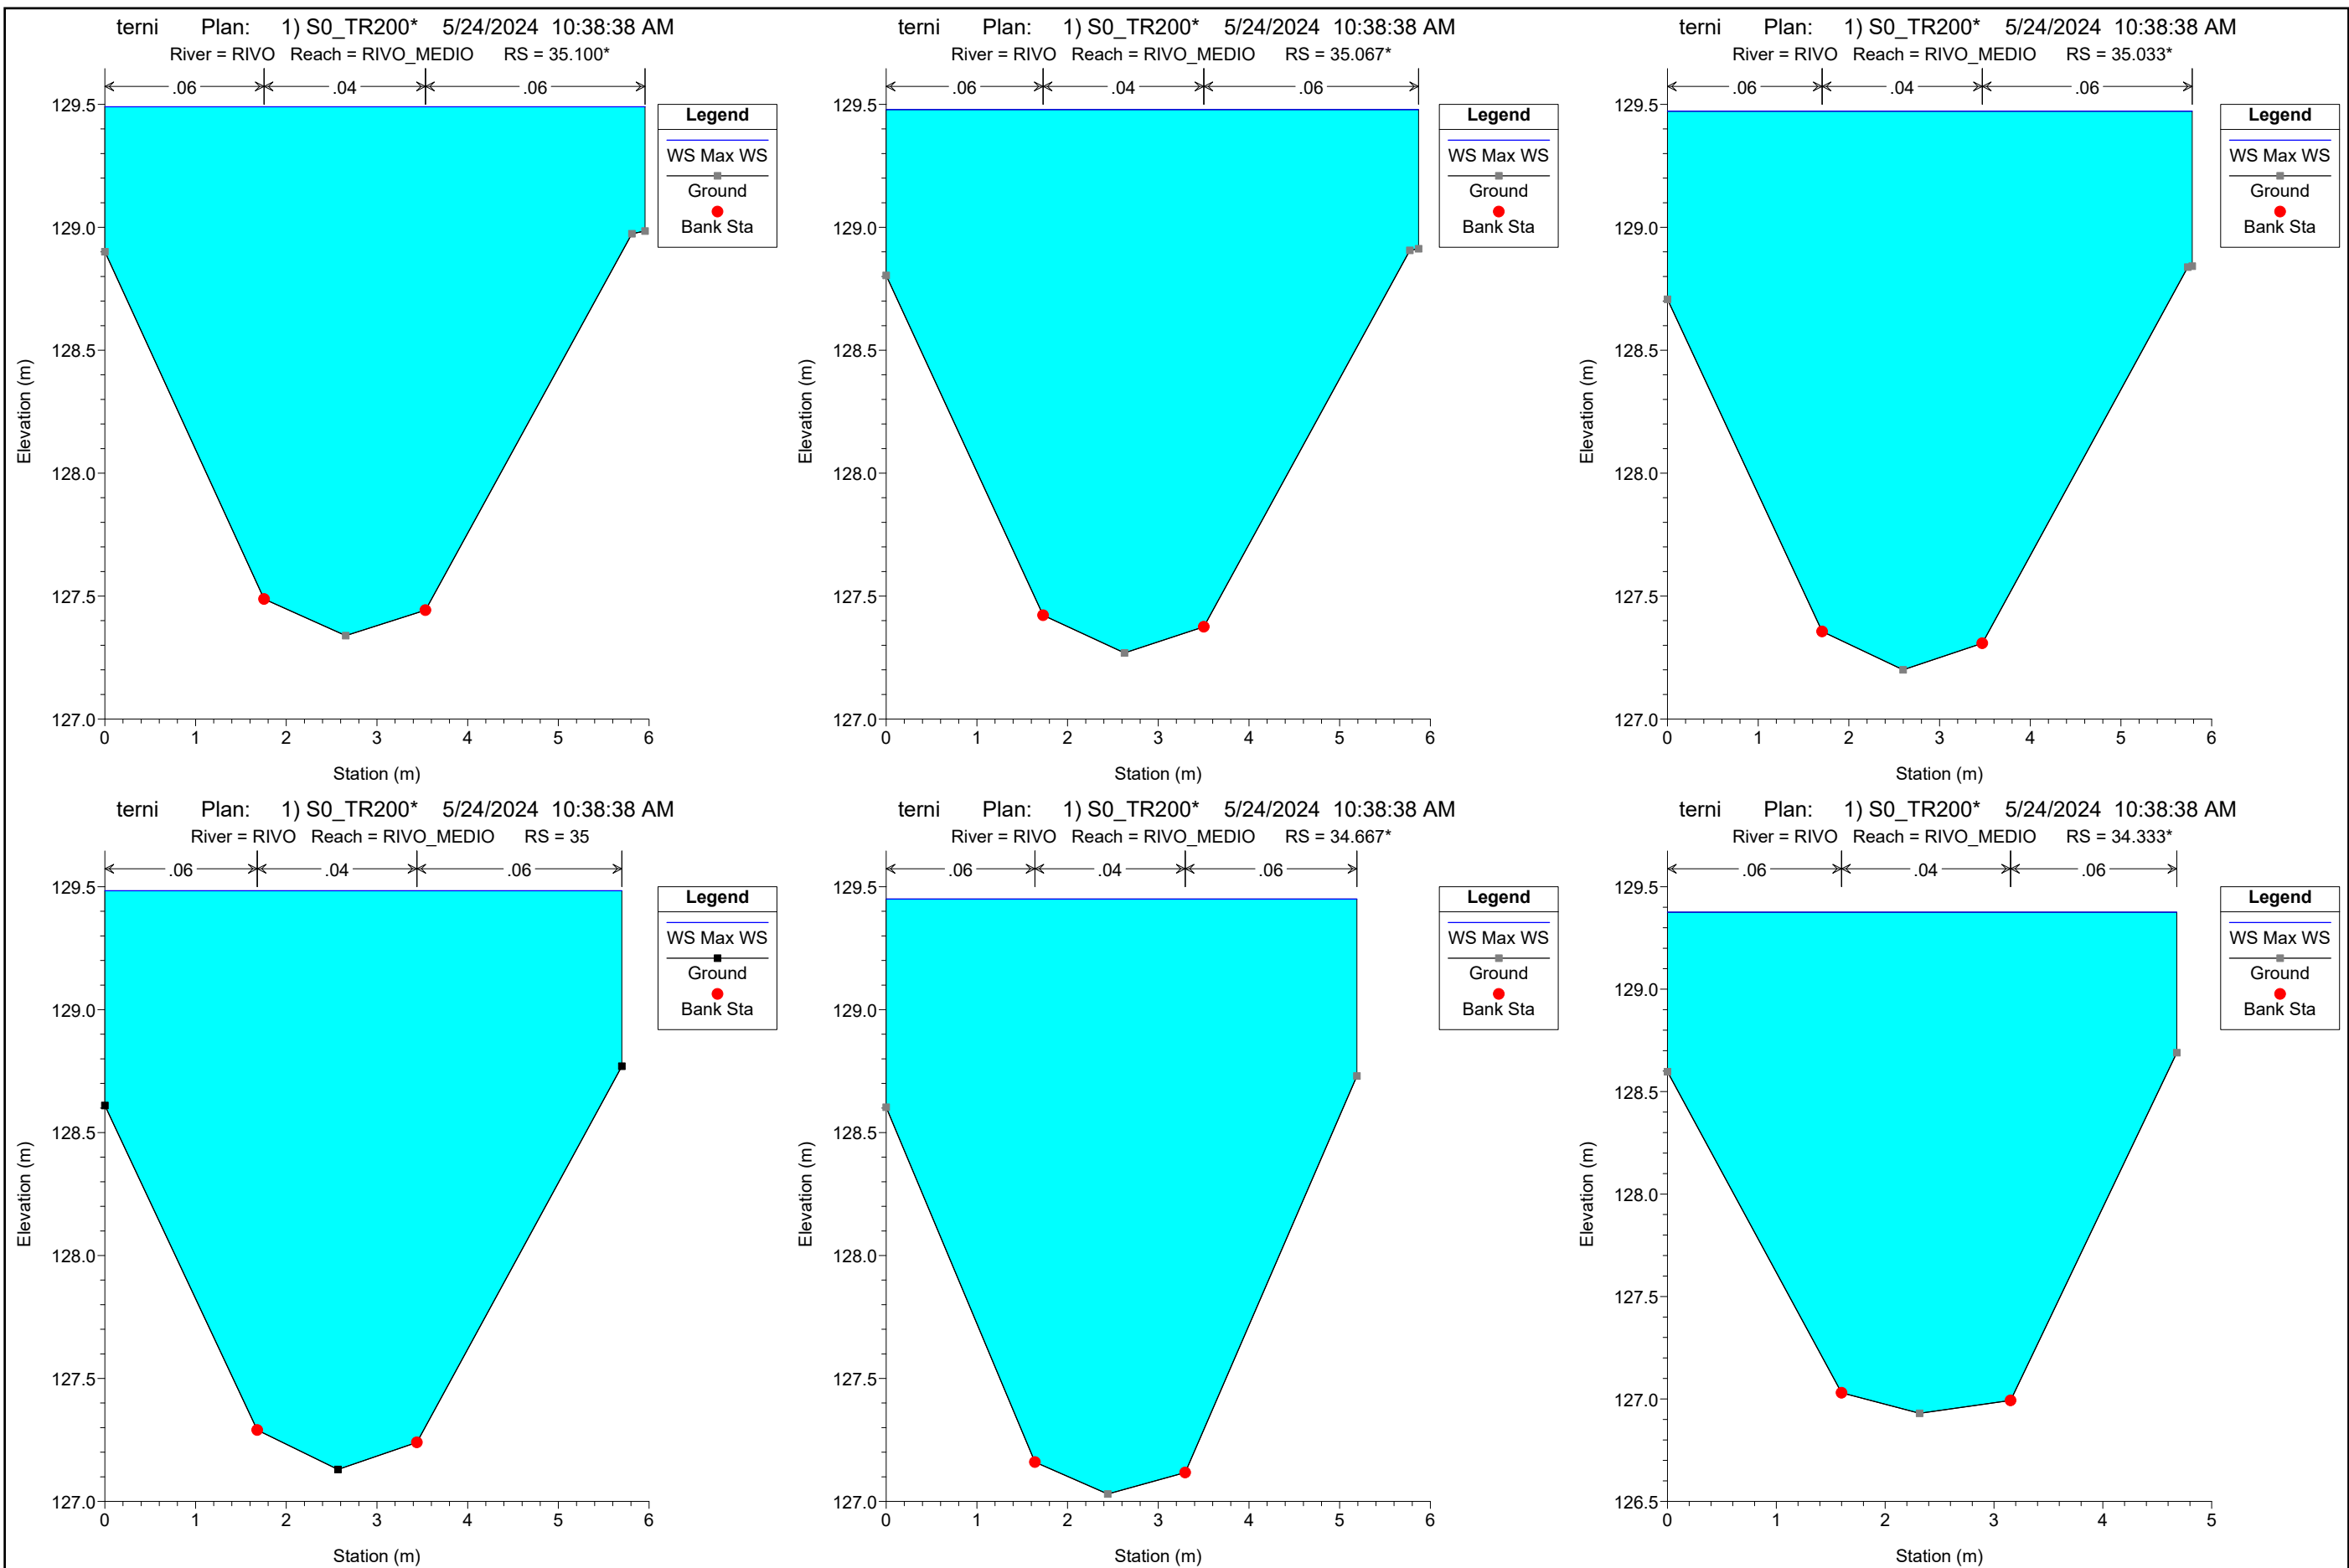 terni Plan: 1) S0_TR200* 5/24/2024 10:38:38 AM
River = RIVO Reach = RIVO_MEDIO RS = 35.100*
.06 .04 .06
129.5
129.0
128.5
128.0
127.5
127.0
Elevation (m)
0 1 2 3 4 5 6
Station (m)
Legend
WS Max WS
Ground
Bank Sta
terni Plan: 1) S0_TR200* 5/24/2024 10:38:38 AM
River = RIVO Reach = RIVO_MEDIO RS = 35.067*
.06 .04 .06
129.5
129.0
128.5
128.0
127.5
127.0
Elevation (m)
0 1 2 3 4 5 6
Station (m)
Legend
WS Max WS
Ground
Bank Sta
terni Plan: 1) S0_TR200* 5/24/2024 10:38:38 AM
River = RIVO Reach = RIVO_MEDIO RS = 35.033*
.06 .04 .06
129.5
129.0
128.5
128.0
127.5
127.0
Elevation (m)
0 1 2 3 4 5 6
Station (m)
Legend
WS Max WS
Ground
Bank Sta
terni Plan: 1) S0_TR200* 5/24/2024 10:38:38 AM
River = RIVO Reach = RIVO_MEDIO RS = 35
.06 .04 .06
129.5
129.0
128.5
128.0
127.5
127.0
Elevation (m)
0 1 2 3 4 5 6
Station (m)
Legend
WS Max WS
Ground
Bank Sta
terni Plan: 1) S0_TR200* 5/24/2024 10:38:38 AM
River = RIVO Reach = RIVO_MEDIO RS = 34.667*
.06 .04 .06
129.5
129.0
128.5
128.0
127.5
127.0
Elevation (m)
0 1 2 3 4 5 6
Station (m)
Legend
WS Max WS
Ground
Bank Sta
terni Plan: 1) S0_TR200* 5/24/2024 10:38:38 AM
River = RIVO Reach = RIVO_MEDIO RS = 34.333*
.06 .04 .06
129.5
129.0
128.5
128.0
127.5
127.0
126.5
Elevation (m)
0 1 2 3 4 5
Station (m)
Legend
WS Max WS
Ground
Bank Sta